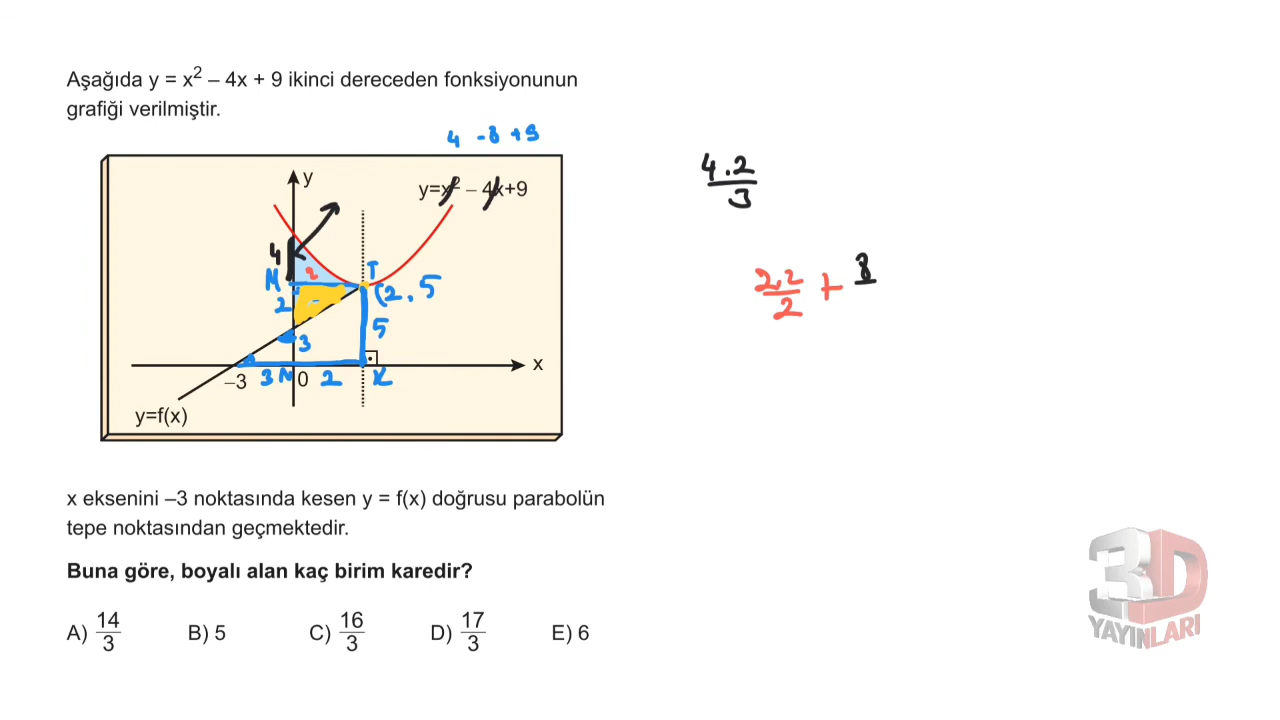 Aşağıda y = x² – 4x + 9 ikinci dereceden fonksiyonunun
grafiği verilmiştir.
4 -8 +9
y
y=x² – 4x+9
4.2
3
4
M
2
T
(2, 5
2
5
3
2.2
2
+
8
–3
3
N
0
2
K
x
y=f(x)
x eksenini –3 noktasında kesen y = f(x) doğrusu parabolün
tepe noktasından geçmektedir.
Buna göre, boyalı alan kaç birim karedir?
A) 14/3 B) 5 C) 16/3 D) 17/3 E) 6
3D
YAYINLARI